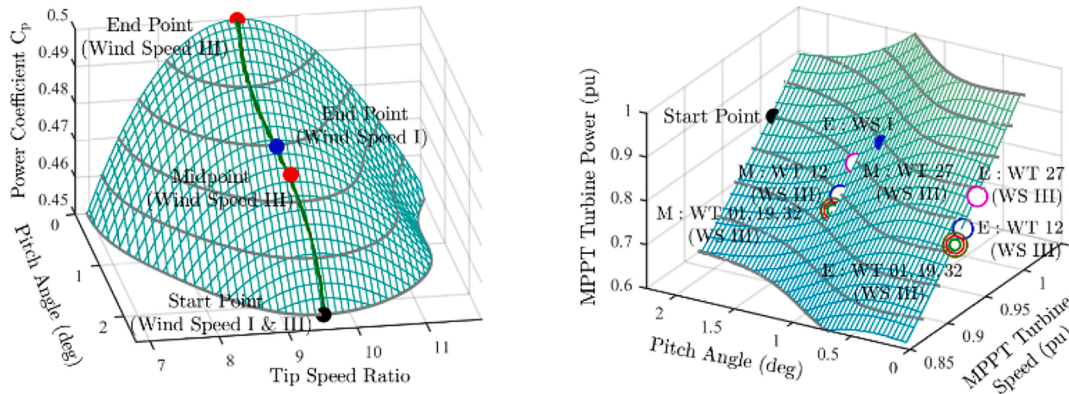 0.5
0.49
0.48
0.47
0.46
0.45
Power Coefficient Cp
End Point
(Wind Speed III)
End Point
(Wind Speed I)
Midpoint
(Wind Speed III)
Start Point
(Wind Speed I & III)
0
1
2
Pitch Angle (deg)
7
8
9
10
11
Tip Speed Ratio
1
0.9
0.8
0.7
0.6
MPPT Turbine Power (pu)
Start Point
E : WS I
M : WT 12
(WS III)
M : WT 27
(WS III)
E : WT 27
(WS III)
M : WT 01, 19, 32
(WS III)
E : WT 12
(WS III)
E : WT 01, 19, 32
(WS III)
2
1.5
1
0.5
0
Pitch Angle (deg)
0.85
0.9
0.95
1
MPPT Turbine
Speed (pu)